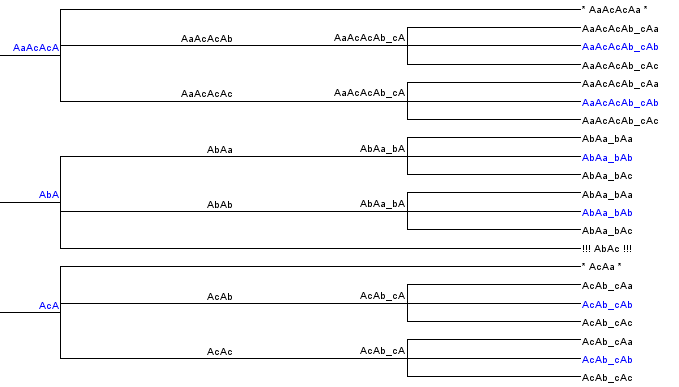 * AaAcAcAa *
AaAcAcAb_cAa
AaAcAcAb AaAcAcAb_cA
AaAcAcA AaAcAcAb_cAb
AaAcAcAb_cAc
AaAcAcAb_cAa
AaAcAcAc AaAcAcAb_cA
AaAcAcAb_cAb
AaAcAcAb_cAc
AbAa_bAa
AbAa AbAa_bA
AbAa_bAb
AbAa_bAc
AbA AbAa_bAa
AbAb AbAa_bA
AbAa_bAb
AbAa_bAc
!!! AbAc !!!
* AcAa *
AcAb_cAa
AcAb AcAb_cA
AcA AcAb_cAb
AcAb_cAc
AcAb_cAa
AcAc AcAb_cA
AcAb_cAb
AcAb_cAc